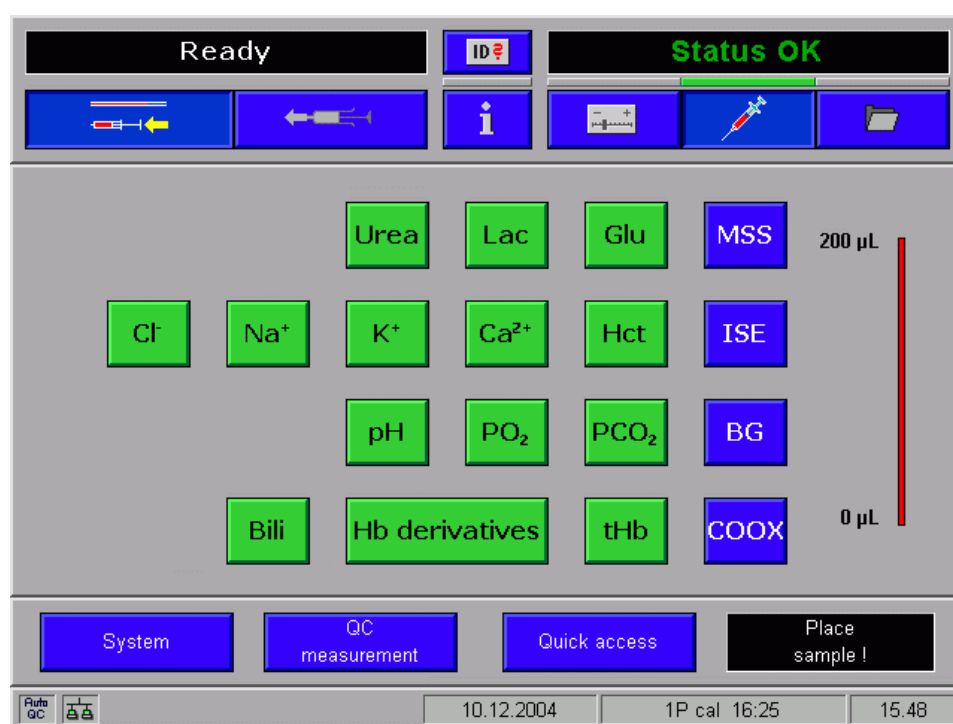 Ready
ID?
Status OK
i
- +
Urea Lac Glu MSS
200 µL
Cl⁻ Na⁺ K⁺ Ca²⁺ Hct ISE
pH PO₂ PCO₂ BG
0 µL
Bili Hb derivatives tHb COOX
System
QC
measurement
Quick access
Place
sample !
Auto
QC
10.12.2004
1P cal 16:25
15.48